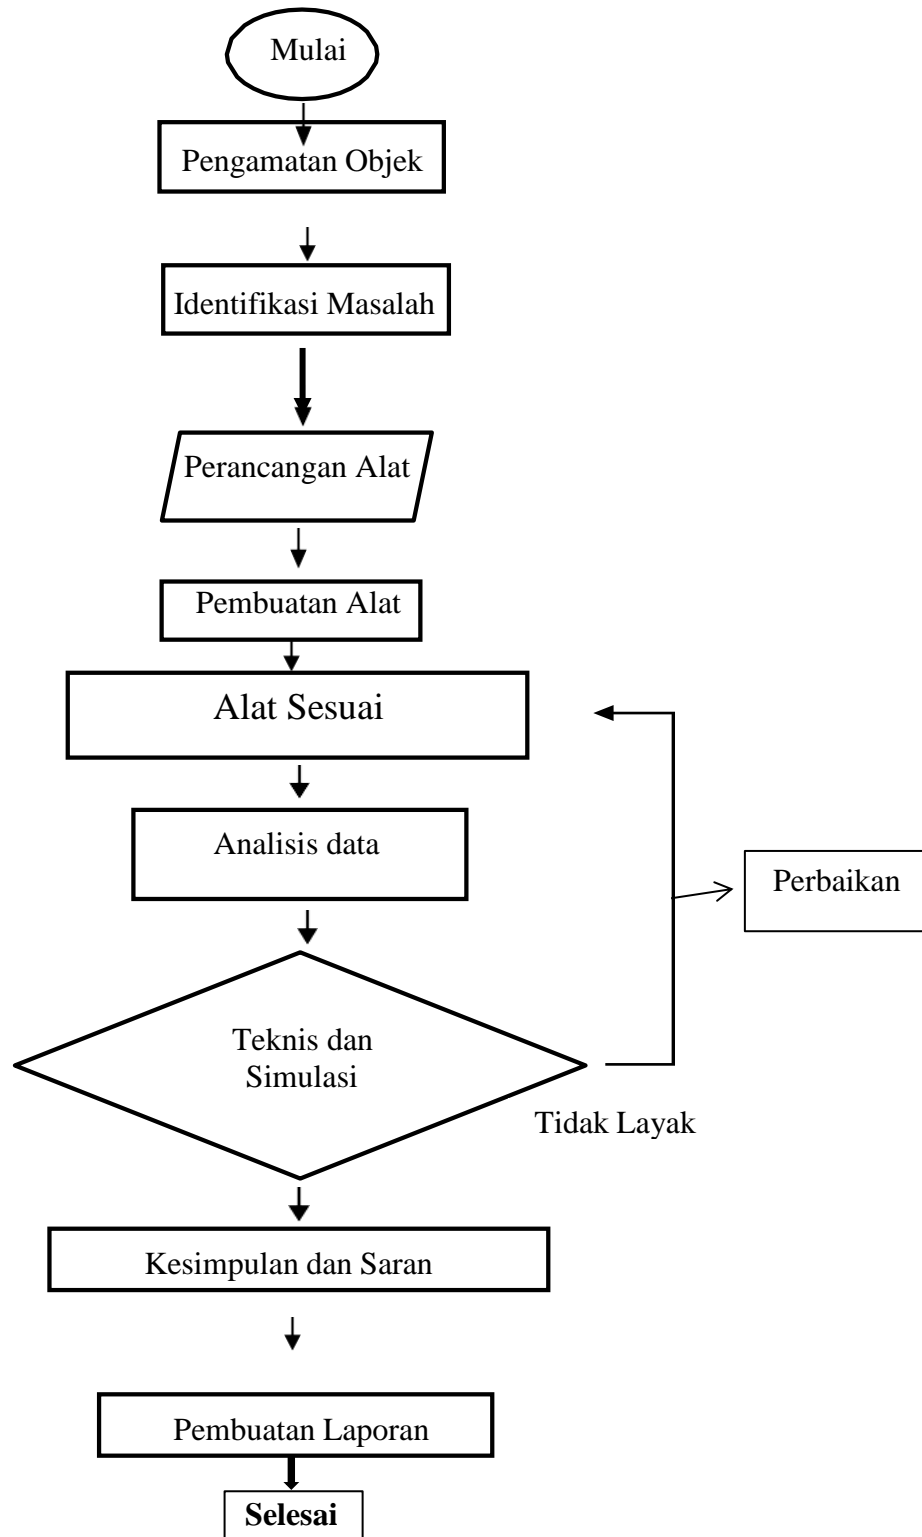 Mulai
Pengamatan Objek
Identifikasi Masalah
Perancangan Alat
Pembuatan Alat
Alat Sesuai
Analisis data
Perbaikan
Teknis dan
Simulasi
Tidak Layak
Kesimpulan dan Saran
Pembuatan Laporan
Selesai